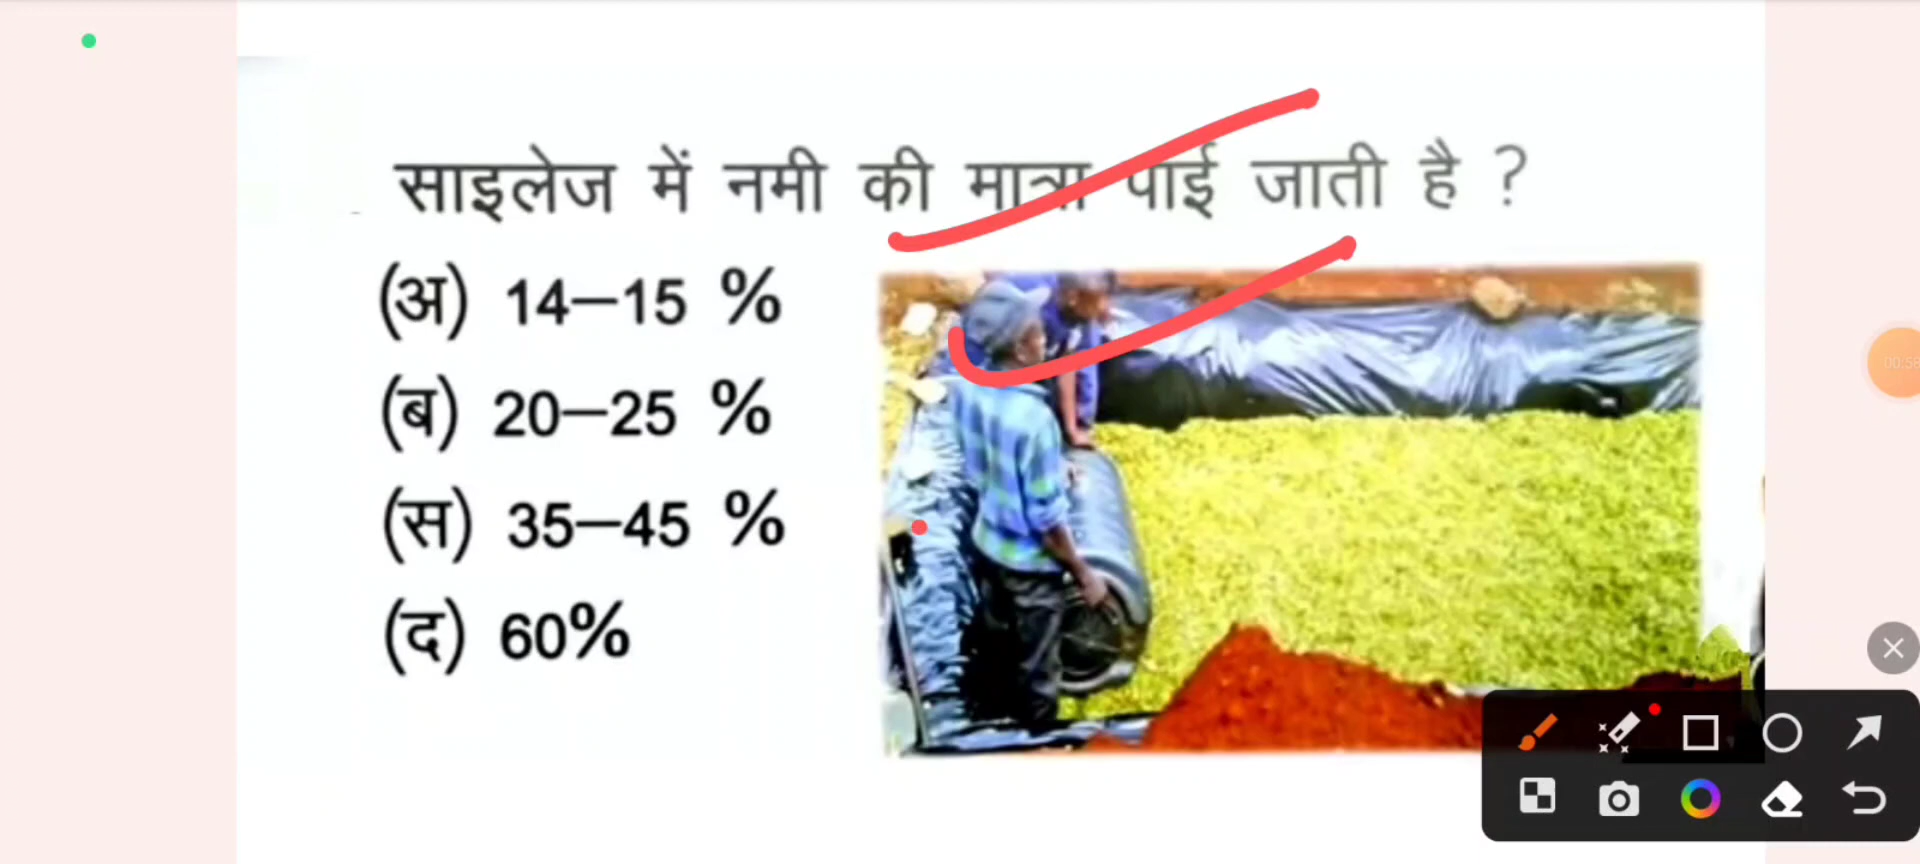 साइलेज में नमी की मात्रा पाई जाती है ?
(अ) 14–15 %
(ब) 20–25 %
(स) 35–45 %
(द) 60%